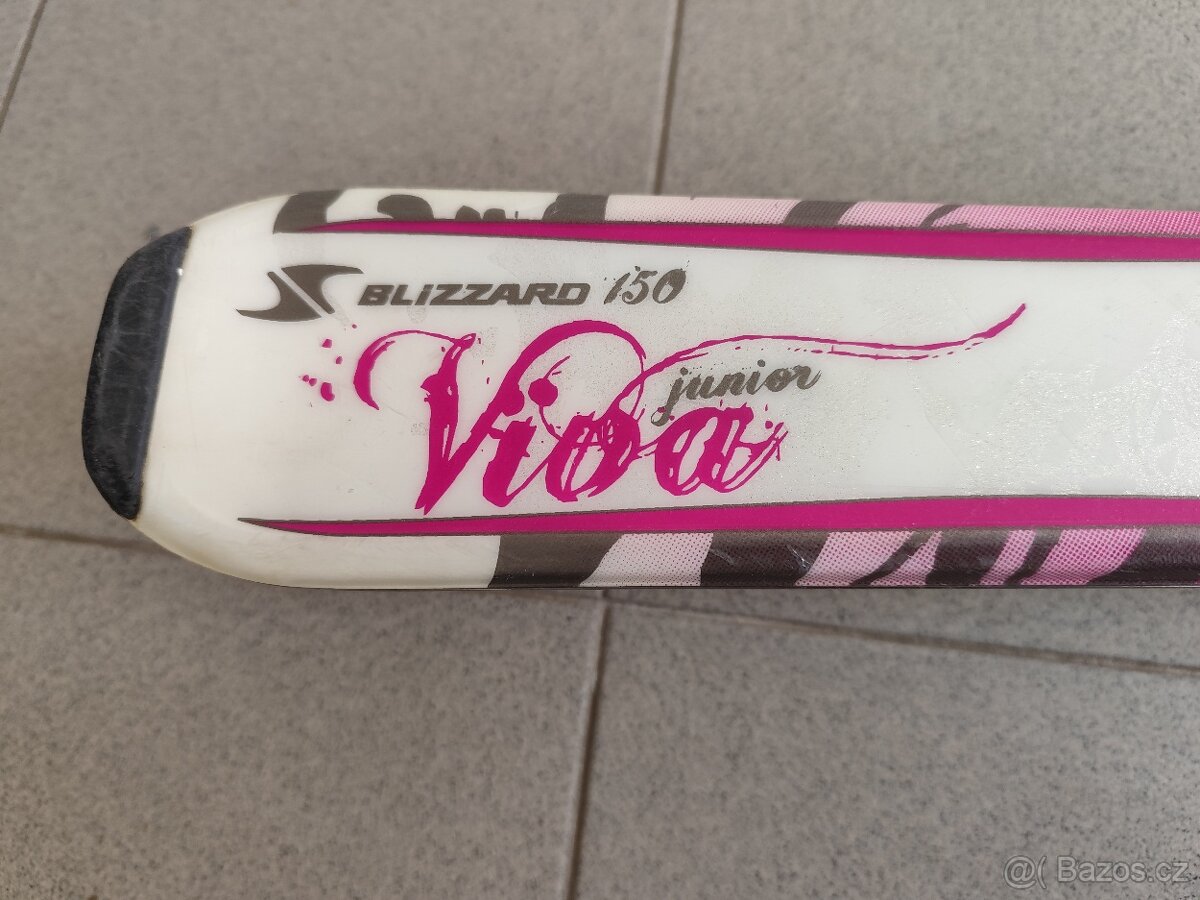 BLIZZARD 150
Viva
junior
@( Bazos.cz